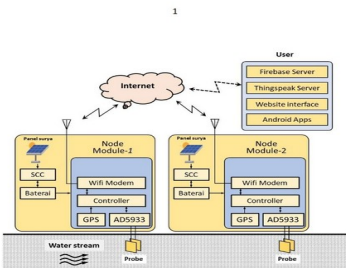 1
User
Firebase Server
Thingspeak Server
Website interface
Android Apps
Internet
Panel surya
Node
Module-1
SCC
Baterai
Wifi Modem
Controller
GPS
AD5933
Panel surya
Node
Module-2
SCC
Baterai
Wifi Modem
Controller
GPS
AD5933
Water stream
Probe
Probe